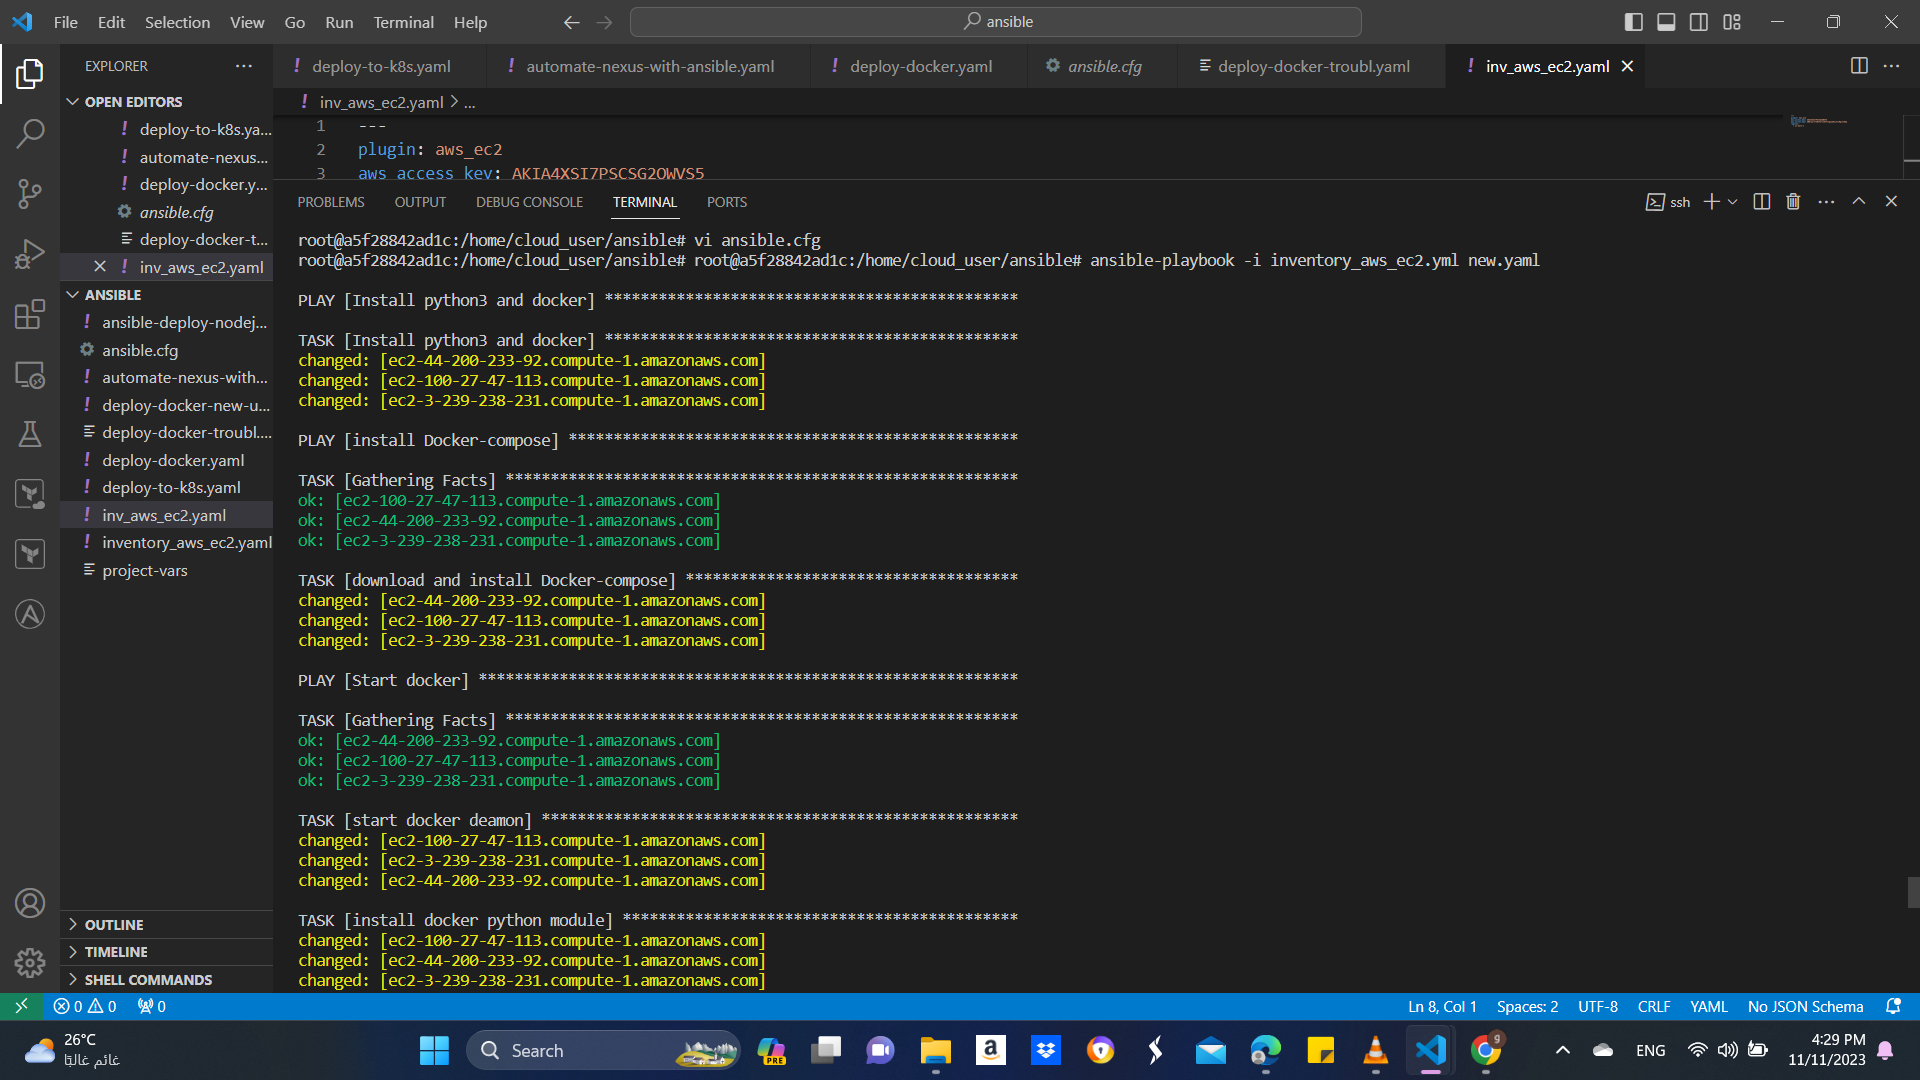 File Edit Selection View Go Run Terminal Help
ansible
EXPLORER
OPEN EDITORS
deploy-to-k8s.ya...
automate-nexus...
deploy-docker.y...
ansible.cfg
deploy-docker-t...
inv_aws_ec2.yaml
ANSIBLE
ansible-deploy-nodej...
ansible.cfg
automate-nexus-with...
deploy-docker-new-u...
deploy-docker-troubl....
deploy-docker.yaml
deploy-to-k8s.yaml
inv_aws_ec2.yaml
inventory_aws_ec2.yaml
project-vars
OUTLINE
TIMELINE
SHELL COMMANDS
deploy-to-k8s.yaml automate-nexus-with-ansible.yaml deploy-docker.yaml ansible.cfg deploy-docker-troubl.yaml inv_aws_ec2.yaml
inv_aws_ec2.yaml > ...
1 ---
2 plugin: aws_ec2
3 aws_access_key: AKIA4XSI7PSCSG2OWVS5
PROBLEMS OUTPUT DEBUG CONSOLE TERMINAL PORTS
ssh
root@a5f28842ad1c:/home/cloud_user/ansible# vi ansible.cfg
root@a5f28842ad1c:/home/cloud_user/ansible# root@a5f28842ad1c:/home/cloud_user/ansible# ansible-playbook -i inventory_aws_ec2.yml new.yaml
PLAY [Install python3 and docker] **********************************************
TASK [Install python3 and docker] **********************************************
changed: [ec2-44-200-233-92.compute-1.amazonaws.com]
changed: [ec2-100-27-47-113.compute-1.amazonaws.com]
changed: [ec2-3-239-238-231.compute-1.amazonaws.com]
PLAY [install Docker-compose] **************************************************
TASK [Gathering Facts] *********************************************************
ok: [ec2-100-27-47-113.compute-1.amazonaws.com]
ok: [ec2-44-200-233-92.compute-1.amazonaws.com]
ok: [ec2-3-239-238-231.compute-1.amazonaws.com]
TASK [download and install Docker-compose] *************************************
changed: [ec2-44-200-233-92.compute-1.amazonaws.com]
changed: [ec2-100-27-47-113.compute-1.amazonaws.com]
changed: [ec2-3-239-238-231.compute-1.amazonaws.com]
PLAY [Start docker] ************************************************************
TASK [Gathering Facts] *********************************************************
ok: [ec2-44-200-233-92.compute-1.amazonaws.com]
ok: [ec2-100-27-47-113.compute-1.amazonaws.com]
ok: [ec2-3-239-238-231.compute-1.amazonaws.com]
TASK [start docker deamon] *****************************************************
changed: [ec2-100-27-47-113.compute-1.amazonaws.com]
changed: [ec2-3-239-238-231.compute-1.amazonaws.com]
changed: [ec2-44-200-233-92.compute-1.amazonaws.com]
TASK [install docker python module] ********************************************
changed: [ec2-100-27-47-113.compute-1.amazonaws.com]
changed: [ec2-44-200-233-92.compute-1.amazonaws.com]
changed: [ec2-3-239-238-231.compute-1.amazonaws.com]
0 0 0 Ln 8, Col 1 Spaces: 2 UTF-8 CRLF YAML No JSON Schema
26°C
غائم غالبًا
Search
PRE
ENG
4:29 PM
11/11/2023